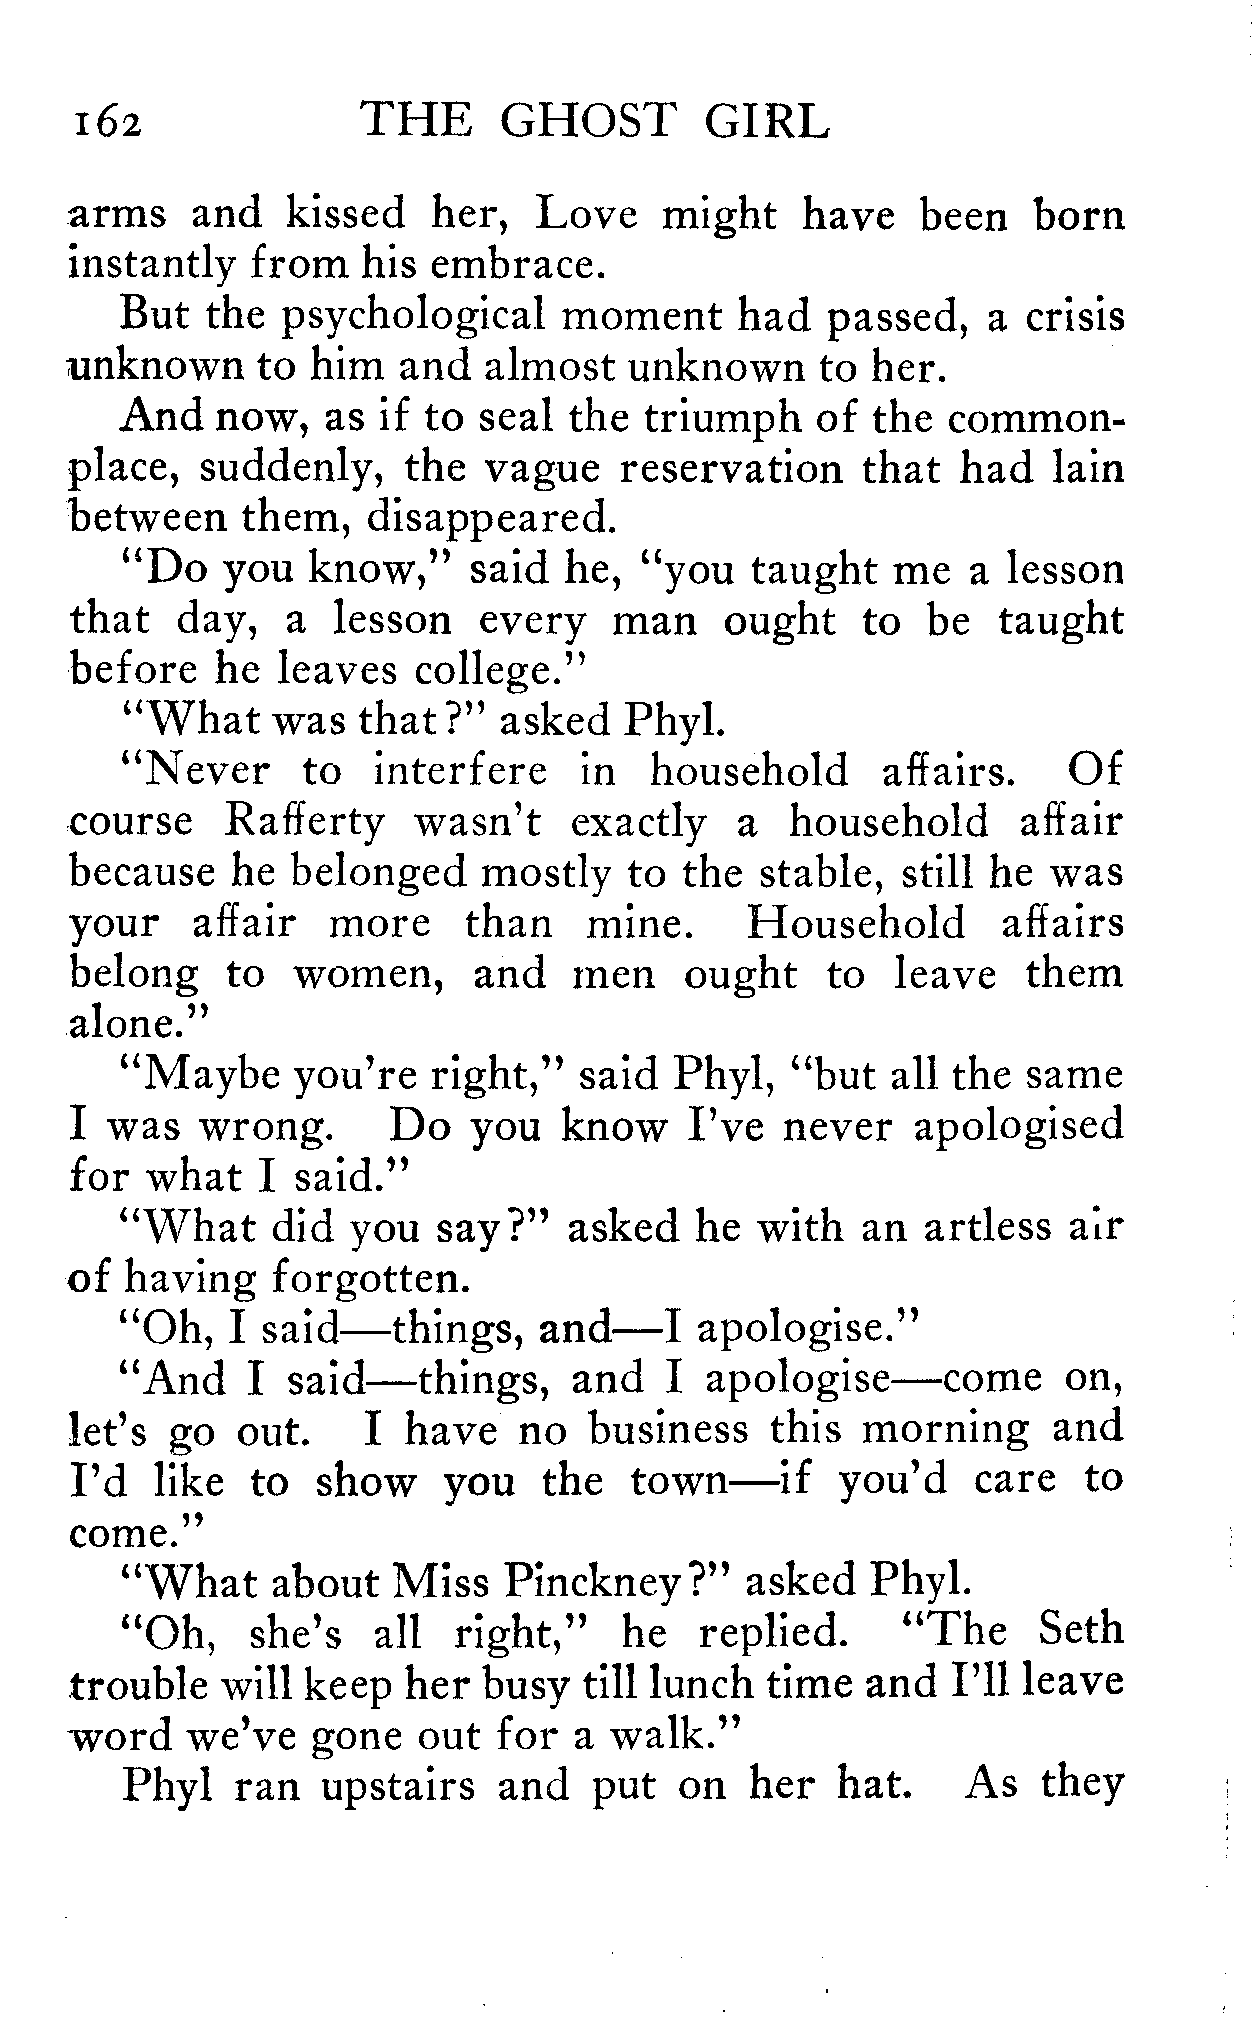 162 THE GHOST GIRL
arms and kissed her, Love might have been born
instantly from his embrace.
But the psychological moment had passed, a crisis
unknown to him and almost unknown to her.
And now, as if to seal the triumph of the common-
place, suddenly, the vague reservation that had lain
between them, disappeared.
"Do you know," said he, "you taught me a lesson
that day, a lesson every man ought to be taught
before he leaves college."
"What was that?" asked Phyl.
"Never to interfere in household affairs. Of
course Rafferty wasn't exactly a household affair
because he belonged mostly to the stable, still he was
your affair more than mine. Household affairs
belong to women, and men ought to leave them
alone."
"Maybe you're right," said Phyl, "but all the same
I was wrong. Do you know I've never apologised
for what I said."
"What did you say?" asked he with an artless air
of having forgotten.
"Oh, I said—things, and—I apologise."
"And I said—things, and I apologise—come on,
let's go out. I have no business this morning and
I'd like to show you the town—if you'd care to
come."
"What about Miss Pinckney?" asked Phyl.
"Oh, she's all right," he replied. "The Seth
trouble will keep her busy till lunch time and I'll leave
word we've gone out for a walk."
Phyl ran upstairs and put on her hat. As they